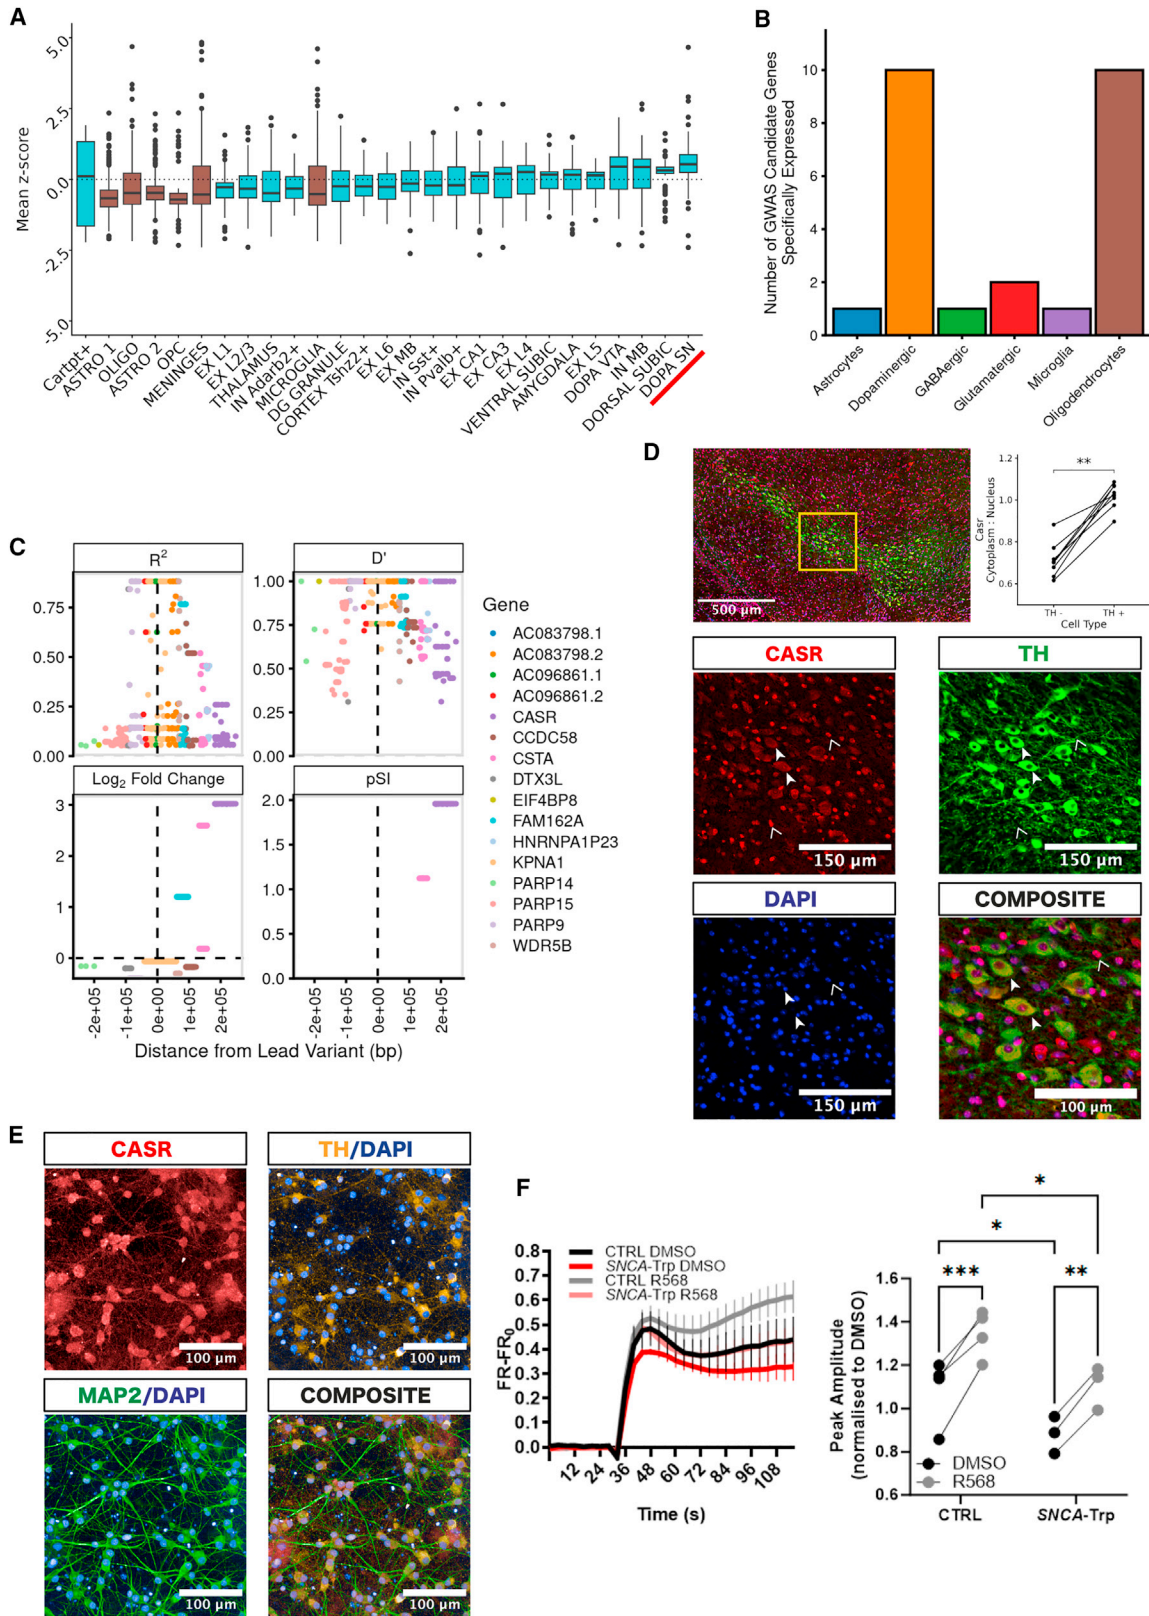 A
Mean z-score
5.0
2.5
0.0
-2.5
-5.0
Cartpt+
ASTRO 1
OLIGO
ASTRO 2
OPC
MENINGES
EX L1
EX L2/3
THALAMUS
IN Adarb2+
MICROGLIA
DG GRANULE
CORTEX Tshz2+
EX L6
EX MB
IN Sst+
IN Pvalb+
EX CA1
EX CA3
EX L4
VENTRAL SUBIC
AMYGDALA
EX L5
DOPA VTA
IN MB
DORSAL SUBIC
DOPA SN
B
Number of GWAS Candidate Genes
Specifically Expressed
10
8
6
4
2
0
Astrocytes
Dopaminergic
GABAergic
Glutamatergic
Microglia
Oligodendrocytes
C
R²
D'
0.75
0.50
0.25
0.00
1.00
0.75
0.50
0.25
0.00
Log₂ Fold Change
pSI
3
2
1
0
2.0
1.5
1.0
0.5
0.0
-2e+05
-1e+05
0e+00
1e+05
2e+05
-2e+05
-1e+05
0e+00
1e+05
2e+05
Distance from Lead Variant (bp)
Gene
AC083798.1
AC083798.2
AC096861.1
AC096861.2
CASR
CCDC58
CSTA
DTX3L
EIF4BP8
FAM162A
HNRNPA1P23
KPNA1
PARP14
PARP15
PARP9
WDR5B
D
500 µm
Casr
Cytoplasm : Nucleus
1.2
1.0
0.8
0.6
**
TH -
TH +
Cell Type
CASR
TH
150 µm
150 µm
DAPI
COMPOSITE
150 µm
100 µm
E
CASR
TH/DAPI
100 µm
100 µm
MAP2/DAPI
COMPOSITE
100 µm
100 µm
F
FR-FR₀
0.8
0.7
0.6
0.5
0.4
0.3
0.2
0.1
0.0
CTRL DMSO
SNCA-Trp DMSO
CTRL R568
SNCA-Trp R568
12
24
36
48
60
72
84
96
108
Time (s)
Peak Amplitude
(normalised to DMSO)
1.6
1.4
1.2
1.0
0.8
0.6
*
*
***
**
DMSO
R568
CTRL
SNCA-Trp